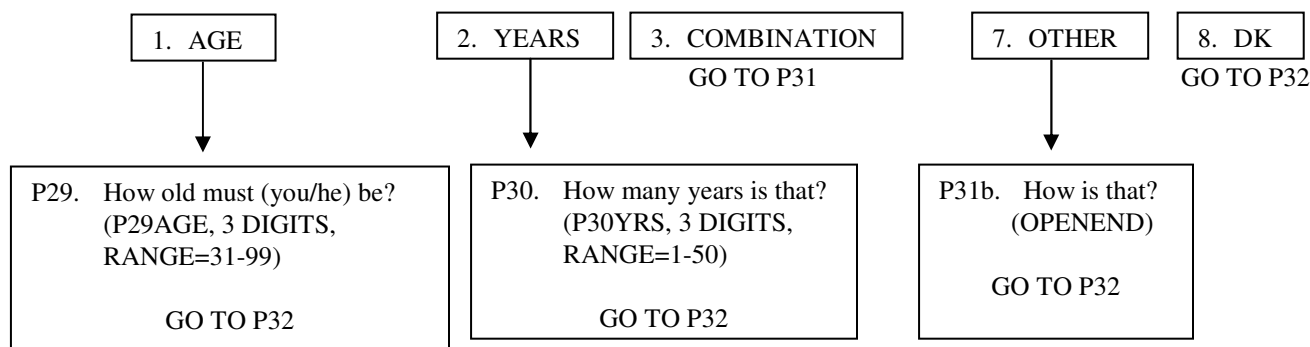 1. AGE
2. YEARS
3. COMBINATION
7. OTHER
8. DK
GO TO P31
GO TO P32
P29. How old must (you/he) be?
(P29AGE, 3 DIGITS,
RANGE=31-99)
GO TO P32
P30. How many years is that?
(P30YRS, 3 DIGITS,
RANGE=1-50)
GO TO P32
P31b. How is that?
(OPENEND)
GO TO P32